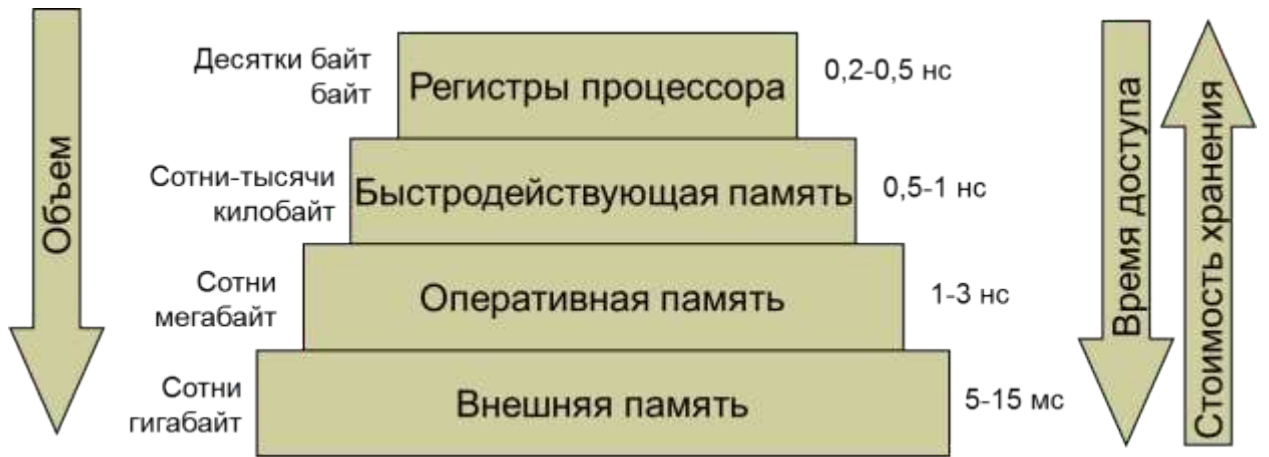 Объем
Десятки байт
байт
Регистры процессора
0,2-0,5 нс
Сотни-тысячи
килобайт
Быстродействующая память
0,5-1 нс
Сотни
мегабайт
Оперативная память
1-3 нс
Сотни
гигабайт
Внешняя память
5-15 мс
Время доступа
Стоимость хранения